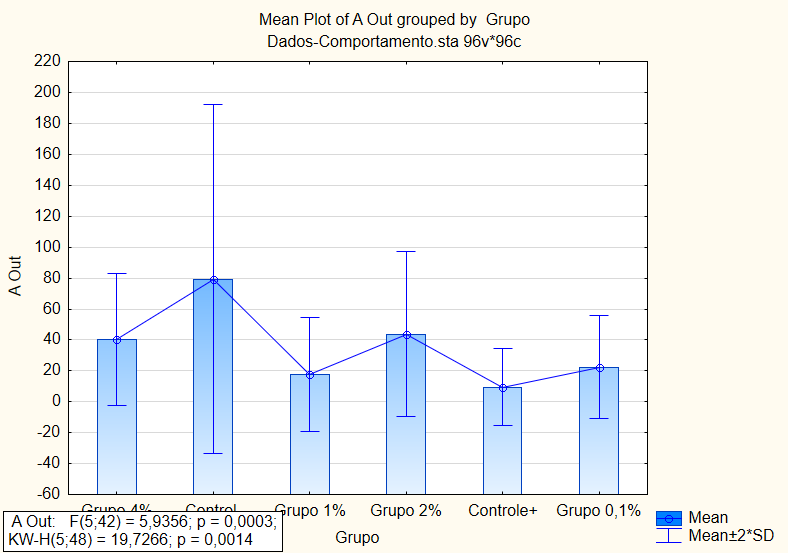 Mean Plot of A Out grouped by  Grupo
Dados-Comportamento.sta 96v*96c
220
200
180
160
140
120
100
80
60
40
20
0
-20
-40
-60
A Out
Grupo 4%
Control
Grupo 1%
Grupo 2%
Controle+
Grupo 0,1%
Grupo
A Out:   F(5;42) = 5,9356; p = 0,0003;
KW-H(5;48) = 19,7266; p = 0,0014
Mean
Mean±2*SD